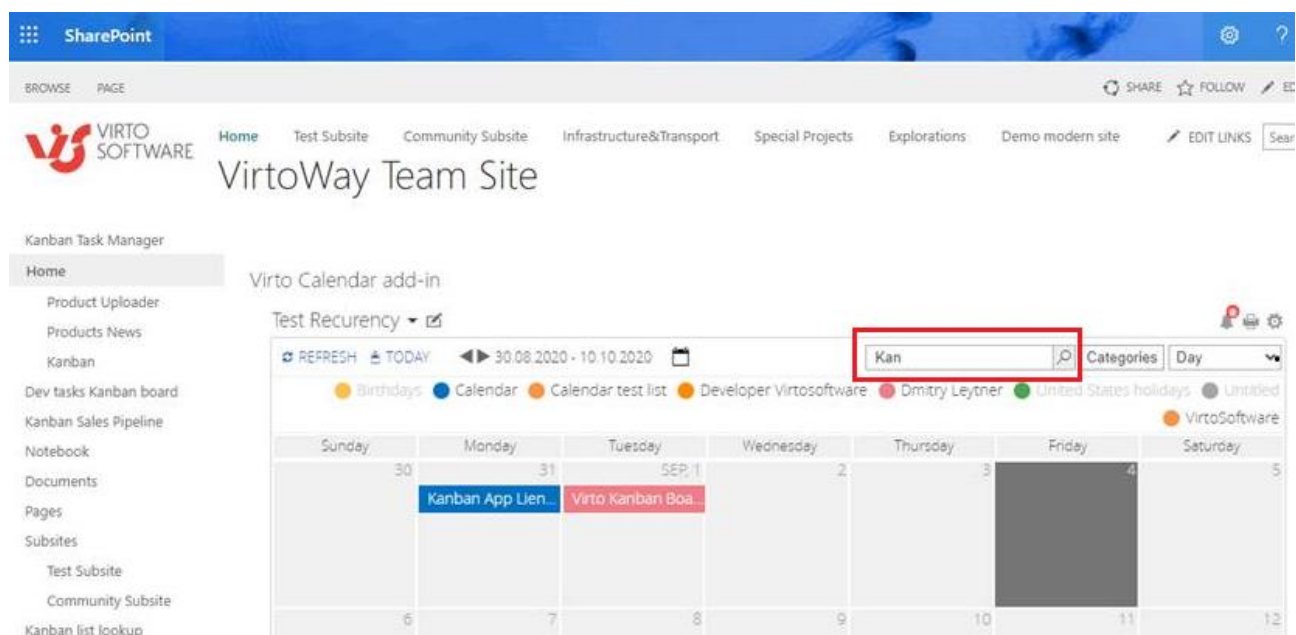 SharePoint
?
BROWSE PAGE
SHARE FOLLOW ED
VIRTO
SOFTWARE
Home Test Subsite Community Subsite Infrastructure&Transport Special Projects Explorations Demo modern site EDIT LINKS Sear
VirtoWay Team Site
Kanban Task Manager
Home
Product Uploader
Products News
Kanban
Dev tasks Kanban board
Kanban Sales Pipeline
Notebook
Documents
Pages
Subsites
Test Subsite
Community Subsite
Kanban list lookup
Virto Calendar add-in
Test Recurency
REFRESH TODAY 30.08.2020 - 10.10.2020 Kan Categories Day
Birthdays Calendar Calendar test list Developer Virtosoftware Dmitry Leytner United States holidays Untitled
VirtoSoftware
Sunday Monday Tuesday Wednesday Thursday Friday Saturday
30 31 SEP, 1 2 3 4 5
Kanban App Lien... Virto Kanban Boa...
6 7 8 9 10 11 12